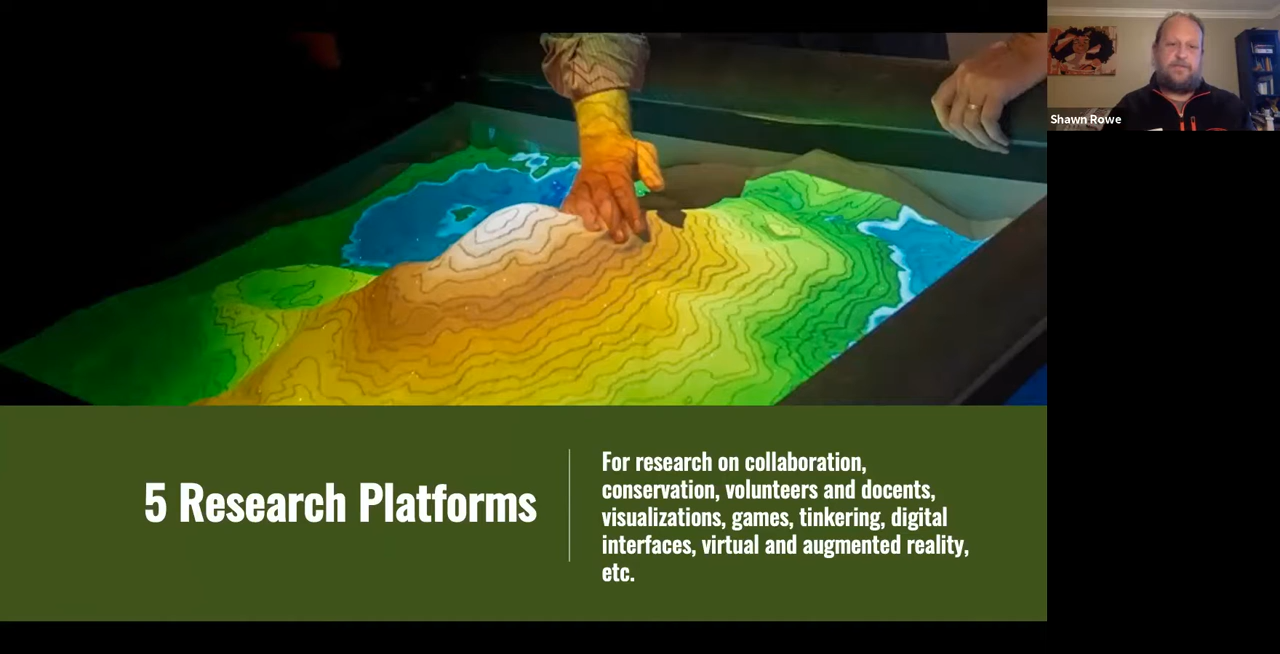 Shawn Rowe
5 Research Platforms
For research on collaboration,
conservation, volunteers and docents,
visualizations, games, tinkering, digital
interfaces, virtual and augmented reality,
etc.